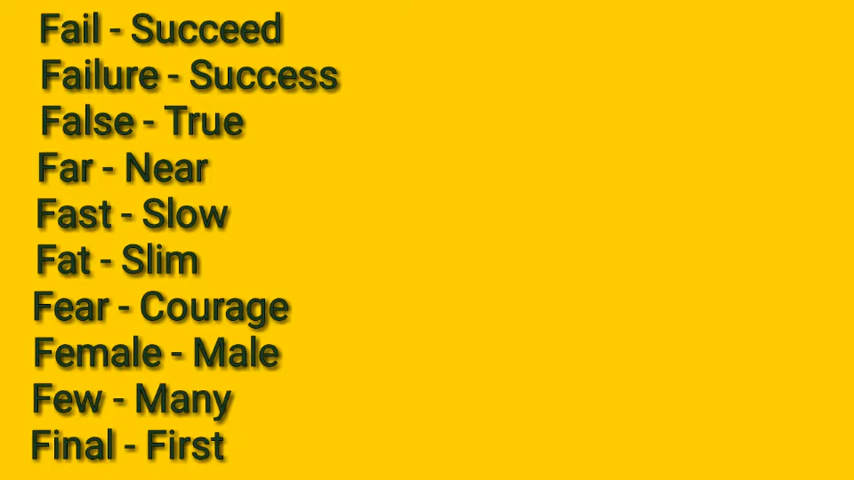 Fail - Succeed
Failure - Success
False - True
Far - Near
Fast - Slow
Fat - Slim
Fear - Courage
Female - Male
Few - Many
Final - First